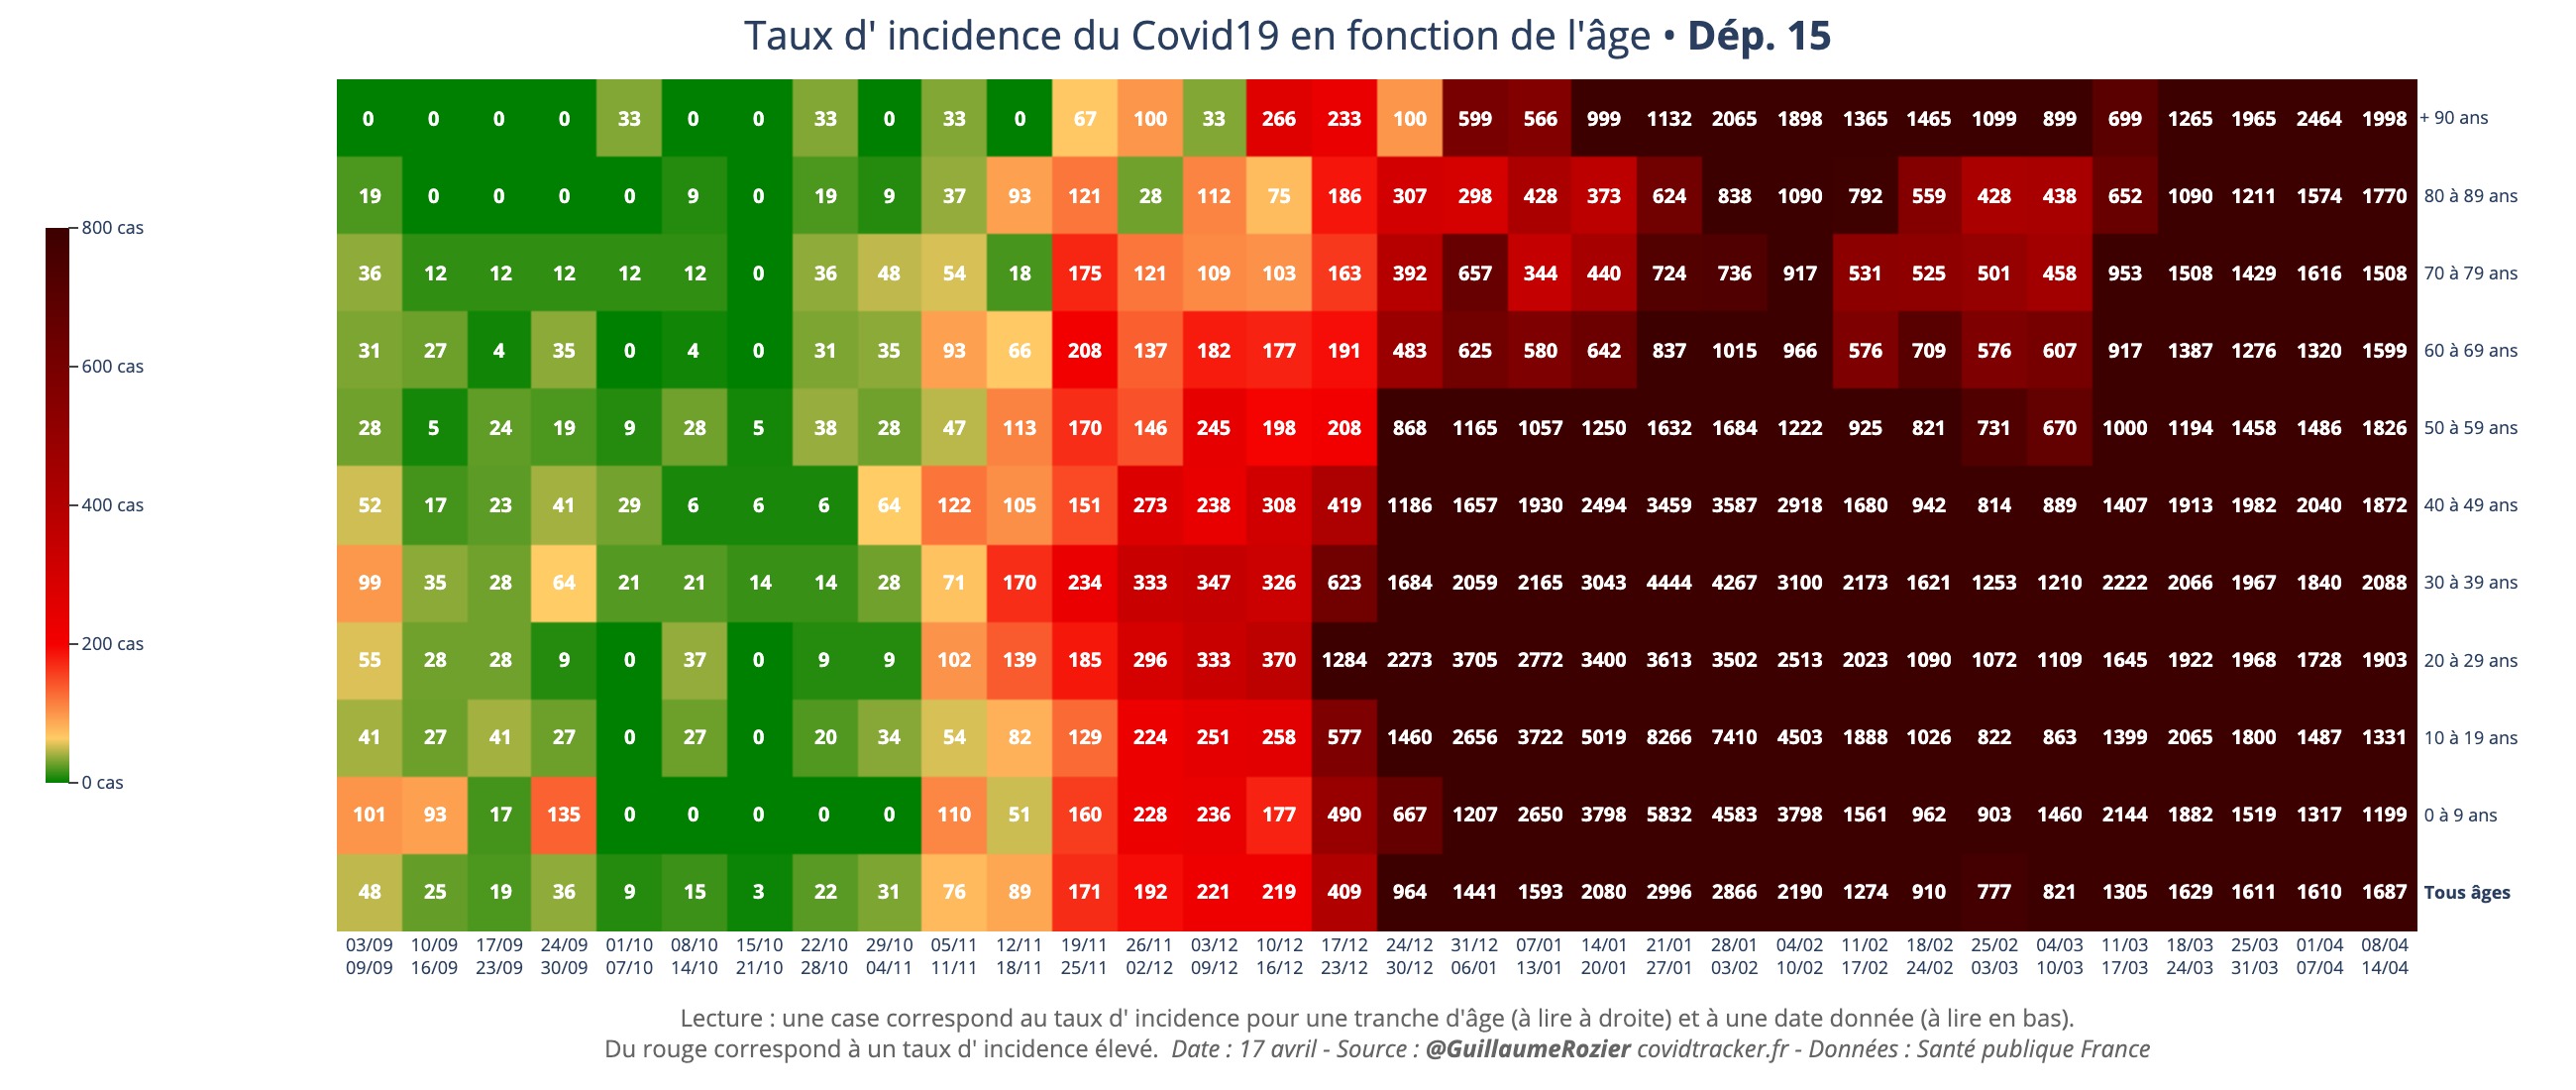 Taux d' incidence du Covid19 en fonction de l'âge • Dép. 15
800 cas
600 cas
400 cas
200 cas
0 cas
0 0 0 0 33 0 0 33 0 33 0 67 100 33 266 233 100 599 566 999 1132 2065 1898 1365 1465 1099 899 699 1265 1965 2464 1998 + 90 ans
19 0 0 0 0 9 0 19 9 37 93 121 28 112 75 186 307 298 428 373 624 838 1090 792 559 428 438 652 1090 1211 1574 1770 80 à 89 ans
36 12 12 12 12 12 0 36 48 54 18 175 121 109 103 163 392 657 344 440 724 736 917 531 525 501 458 953 1508 1429 1616 1508 70 à 79 ans
31 27 4 35 0 4 0 31 35 93 66 208 137 182 177 191 483 625 580 642 837 1015 966 576 709 576 607 917 1387 1276 1320 1599 60 à 69 ans
28 5 24 19 9 28 5 38 28 47 113 170 146 245 198 208 868 1165 1057 1250 1632 1684 1222 925 821 731 670 1000 1194 1458 1486 1826 50 à 59 ans
52 17 23 41 29 6 6 6 64 122 105 151 273 238 308 419 1186 1657 1930 2494 3459 3587 2918 1680 942 814 889 1407 1913 1982 2040 1872 40 à 49 ans
99 35 28 64 21 21 14 14 28 71 170 234 333 347 326 623 1684 2059 2165 3043 4444 4267 3100 2173 1621 1253 1210 2222 2066 1967 1840 2088 30 à 39 ans
55 28 28 9 0 37 0 9 9 102 139 185 296 333 370 1284 2273 3705 2772 3400 3613 3502 2513 2023 1090 1072 1109 1645 1922 1968 1728 1903 20 à 29 ans
41 27 41 27 0 27 0 20 34 54 82 129 224 251 258 577 1460 2656 3722 5019 8266 7410 4503 1888 1026 822 863 1399 2065 1800 1487 1331 10 à 19 ans
101 93 17 135 0 0 0 0 0 110 51 160 228 236 177 490 667 1207 2650 3798 5832 4583 3798 1561 962 903 1460 2144 1882 1519 1317 1199 0 à 9 ans
48 25 19 36 9 15 3 22 31 76 89 171 192 221 219 409 964 1441 1593 2080 2996 2866 2190 1274 910 777 821 1305 1629 1611 1610 1687 Tous âges
03/09 10/09 17/09 24/09 01/10 08/10 15/10 22/10 29/10 05/11 12/11 19/11 26/11 03/12 10/12 17/12 24/12 31/12 07/01 14/01 21/01 28/01 04/02 11/02 18/02 25/02 04/03 11/03 18/03 25/03 01/04 08/04
09/09 16/09 23/09 30/09 07/10 14/10 21/10 28/10 04/11 11/11 18/11 25/11 02/12 09/12 16/12 23/12 30/12 06/01 13/01 20/01 27/01 03/02 10/02 17/02 24/02 03/03 10/03 17/03 24/03 31/03 07/04 14/04
Lecture : une case correspond au taux d' incidence pour une tranche d'âge (à lire à droite) et à une date donnée (à lire en bas).
Du rouge correspond à un taux d' incidence élevé. Date : 17 avril - Source : @GuillaumeRozier covidtracker.fr - Données : Santé publique France